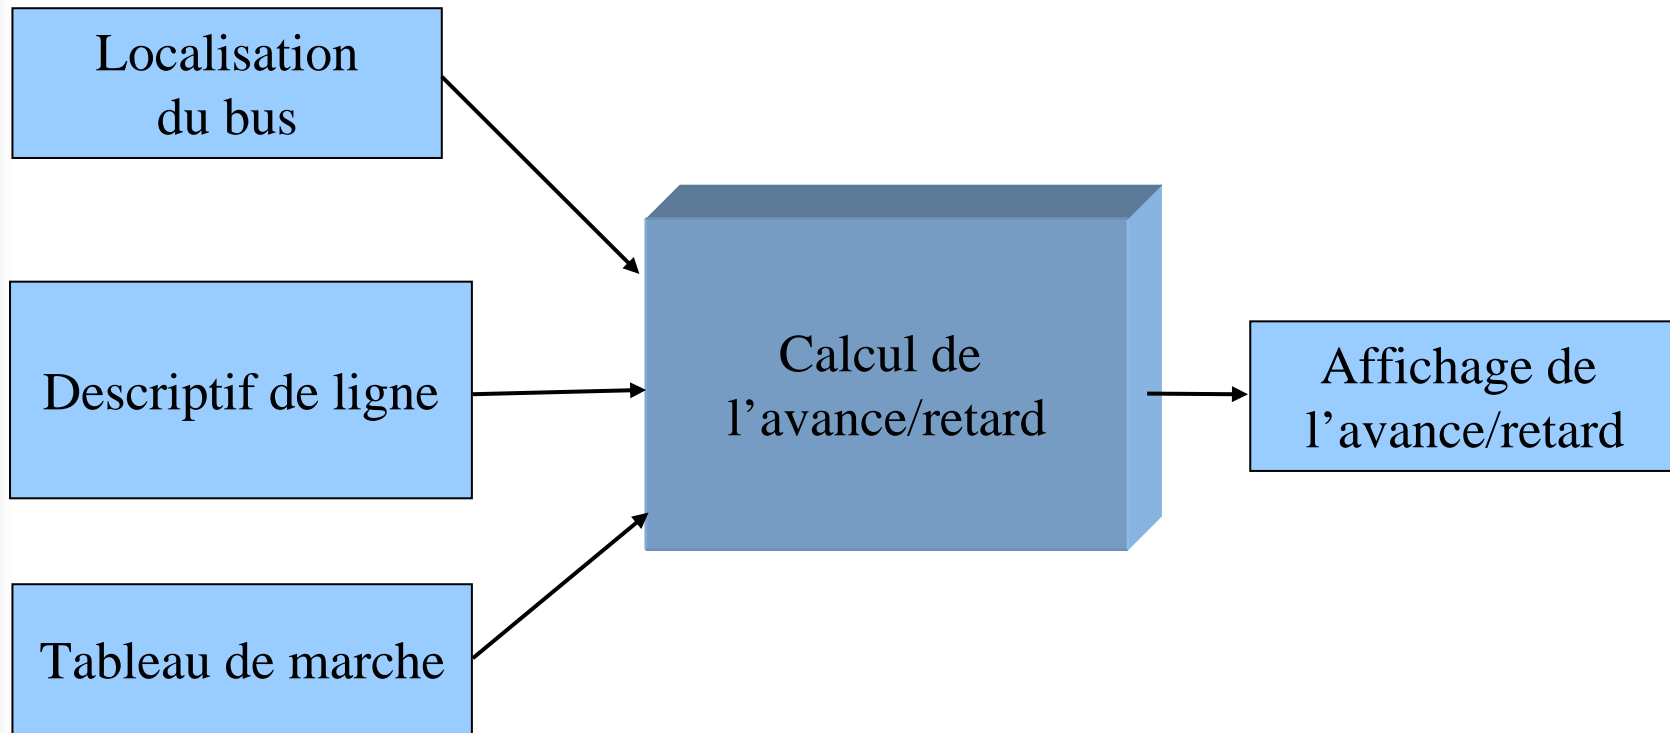 Localisation
du bus
Descriptif de ligne
Tableau de marche
Calcul de
l’avance/retard
Affichage de
l’avance/retard